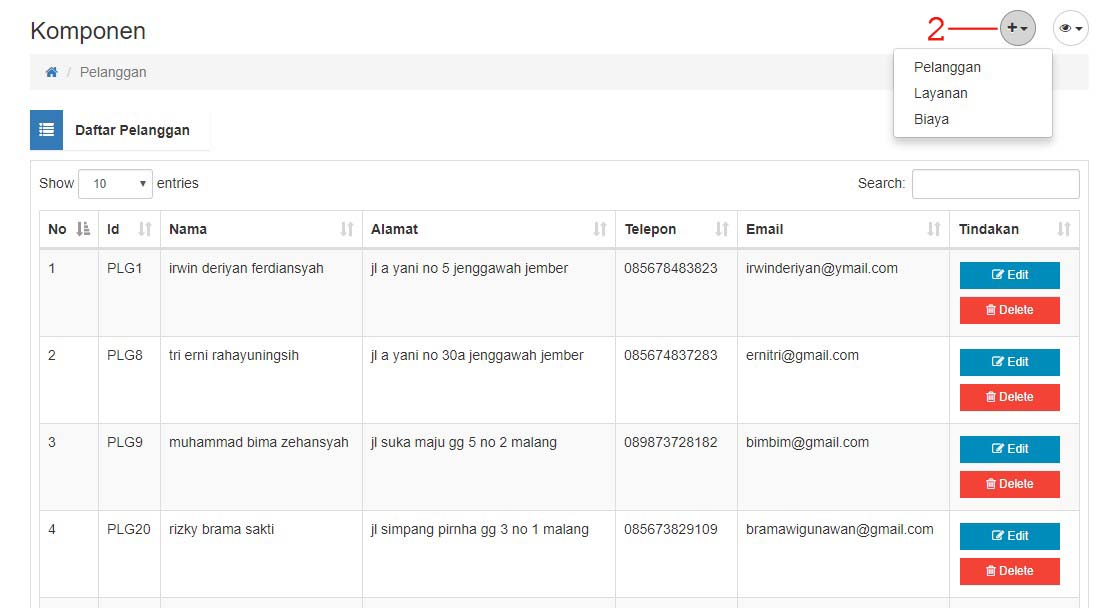 Komponen
2
Pelanggan
Layanan
Biaya
/ Pelanggan
Daftar Pelanggan
Show 10 entries
Search:
No Id Nama Alamat Telepon Email Tindakan
1 PLG1 irwin deriyan ferdiansyah jl a yani no 5 jenggawah jember 085678483823 irwinderiyan@ymail.com Edit
Delete
2 PLG8 tri erni rahayuningsih jl a yani no 30a jenggawah jember 085674837283 ernitri@gmail.com Edit
Delete
3 PLG9 muhammad bima zehansyah jl suka maju gg 5 no 2 malang 089873728182 bimbim@gmail.com Edit
Delete
4 PLG20 rizky brama sakti jl simpang pirnha gg 3 no 1 malang 085673829109 bramawigunawan@gmail.com Edit
Delete